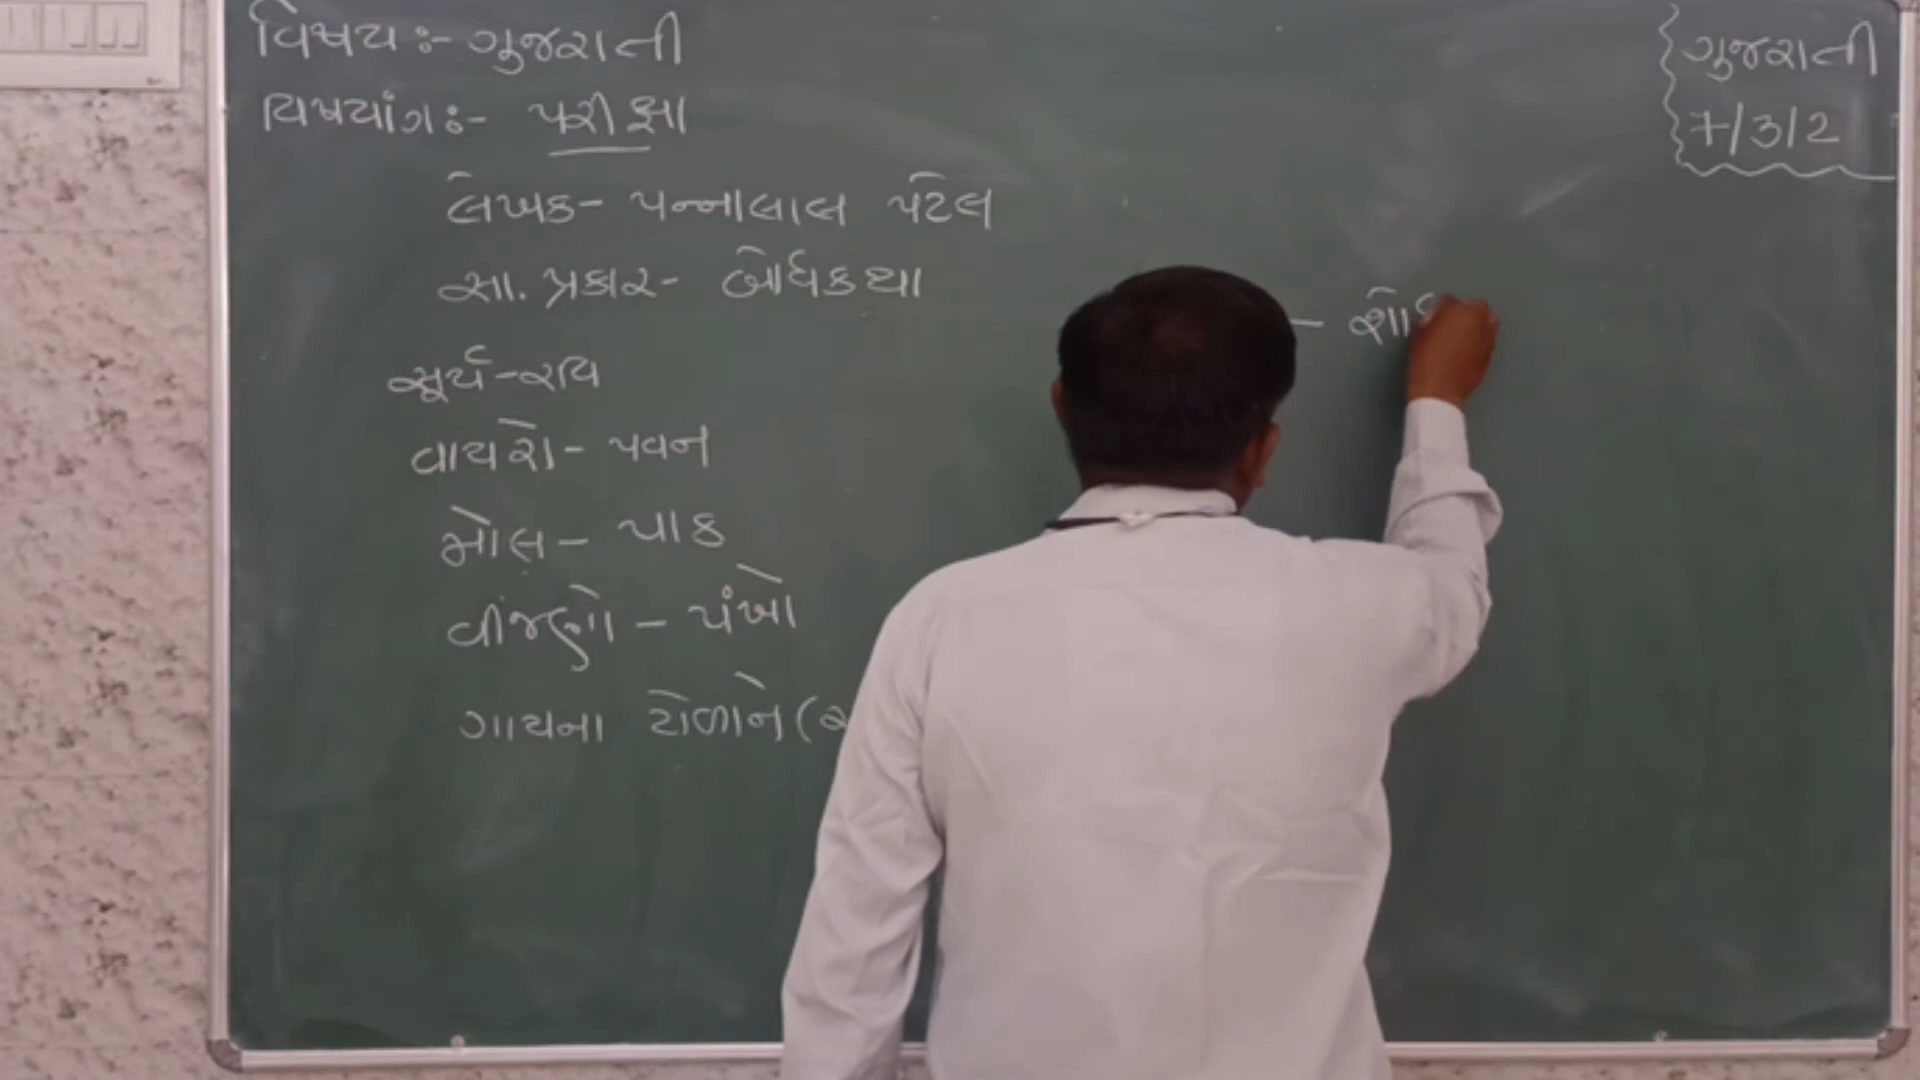 વિષય :- ગુજરાતી
વિષયાંગ :- પરીક્ષા
લેખક - પન્નાલાલ પટેલ
સા. પ્રકાર - બોધકથા
સૂર્ય - રવિ
વાયરો - પવન
મોલ - પાક
વીંજણો - પંખો
ગાયના ટોળાને (
ગુજરાતી
7/3/2